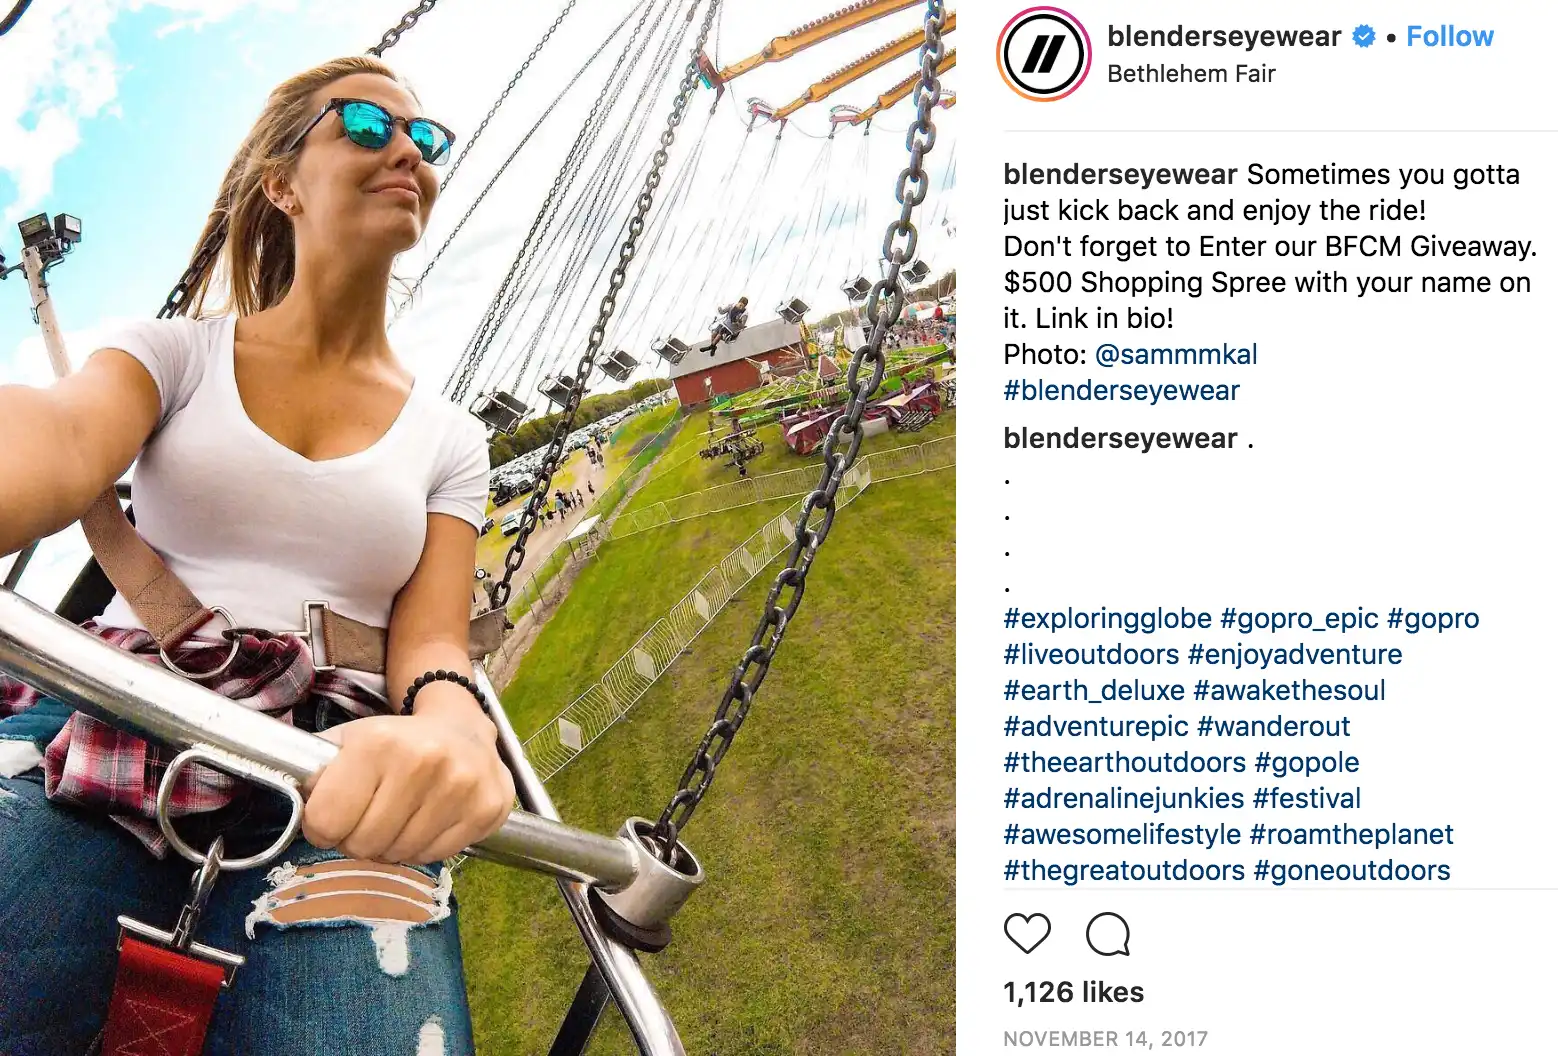 blenderseyewear • Follow
Bethlehem Fair
blenderseyewear Sometimes you gotta
just kick back and enjoy the ride!
Don't forget to Enter our BFCM Giveaway.
$500 Shopping Spree with your name on
it. Link in bio!
Photo: @sammmkal
#blenderseyewear
blenderseyewear .
.
.
.
.
#exploringglobe #gopro_epic #gopro
#liveoutdoors #enjoyadventure
#earth_deluxe #awakethesoul
#adventurepic #wanderout
#theearthoutdoors #gopole
#adrenalinejunkies #festival
#awesomelifestyle #roamtheplanet
#thegreatoutdoors #goneoutdoors
1,126 likes
NOVEMBER 14, 2017